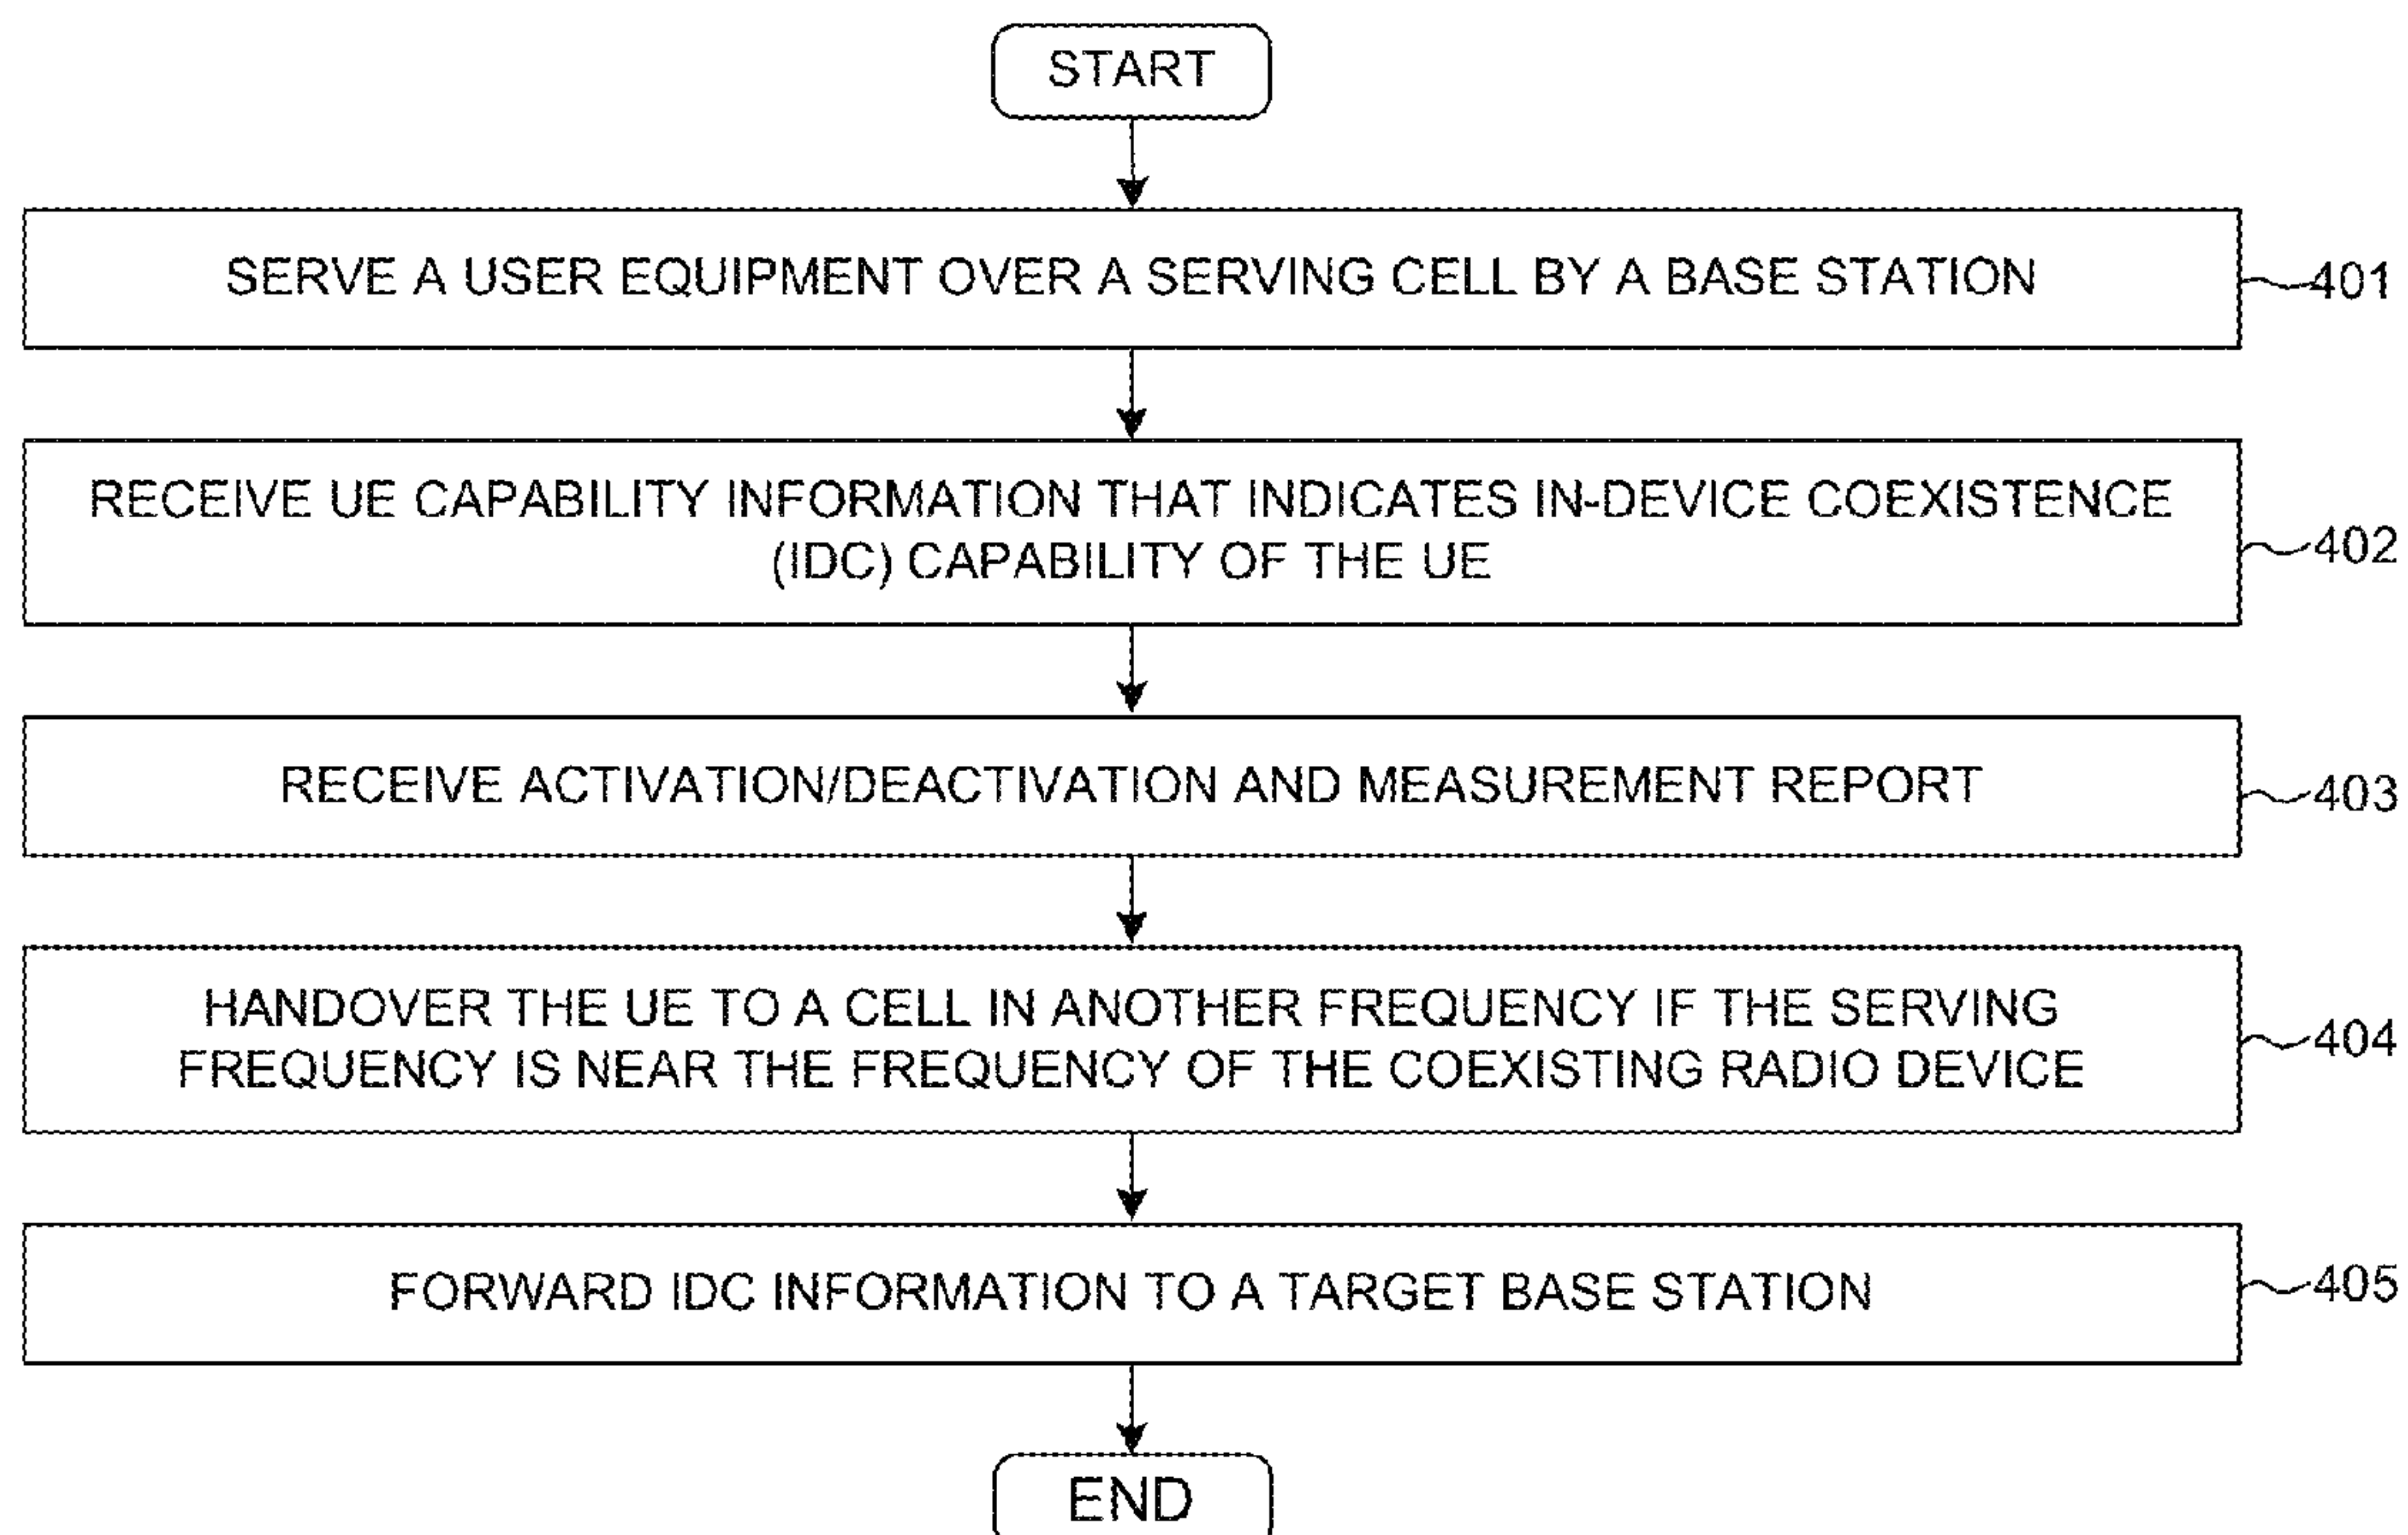 START
SERVE A USER EQUIPMENT OVER A SERVING CELL BY A BASE STATION
401
RECEIVE UE CAPABILITY INFORMATION THAT INDICATES IN-DEVICE COEXISTENCE
(IDC) CAPABILITY OF THE UE
402
RECEIVE ACTIVATION/DEACTIVATION AND MEASUREMENT REPORT
403
HANDOVER THE UE TO A CELL IN ANOTHER FREQUENCY IF THE SERVING
FREQUENCY IS NEAR THE FREQUENCY OF THE COEXISTING RADIO DEVICE
404
FORWARD IDC INFORMATION TO A TARGET BASE STATION
405
END